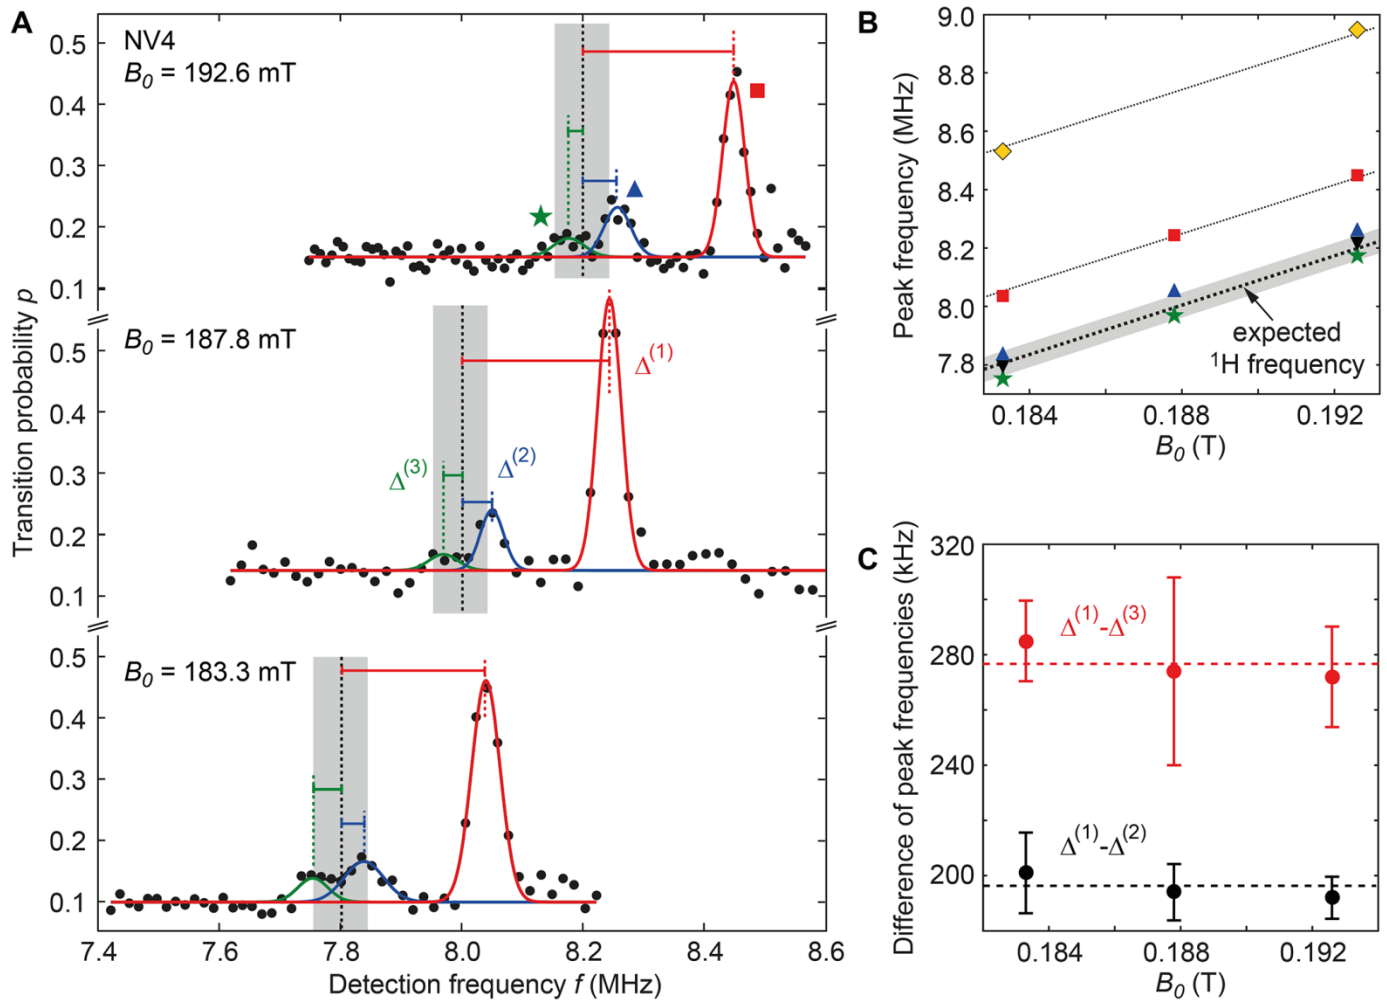 A
NV4
B0 = 192.6 mT
0.5
0.4
0.3
0.2
0.1
B0 = 187.8 mT
0.5
0.4
0.3
0.2
0.1
Δ(1)
Δ(2)
Δ(3)
B0 = 183.3 mT
0.5
0.4
0.3
0.2
0.1
Transition probability p
7.4 7.6 7.8 8.0 8.2 8.4 8.6
Detection frequency f (MHz)
B
9.0
8.8
8.6
8.4
8.2
8.0
7.8
Peak frequency (MHz)
expected
1H frequency
0.184 0.188 0.192
B0 (T)
C
320
280
240
200
Difference of peak frequencies (kHz)
Δ(1)-Δ(3)
Δ(1)-Δ(2)
0.184 0.188 0.192
B0 (T)